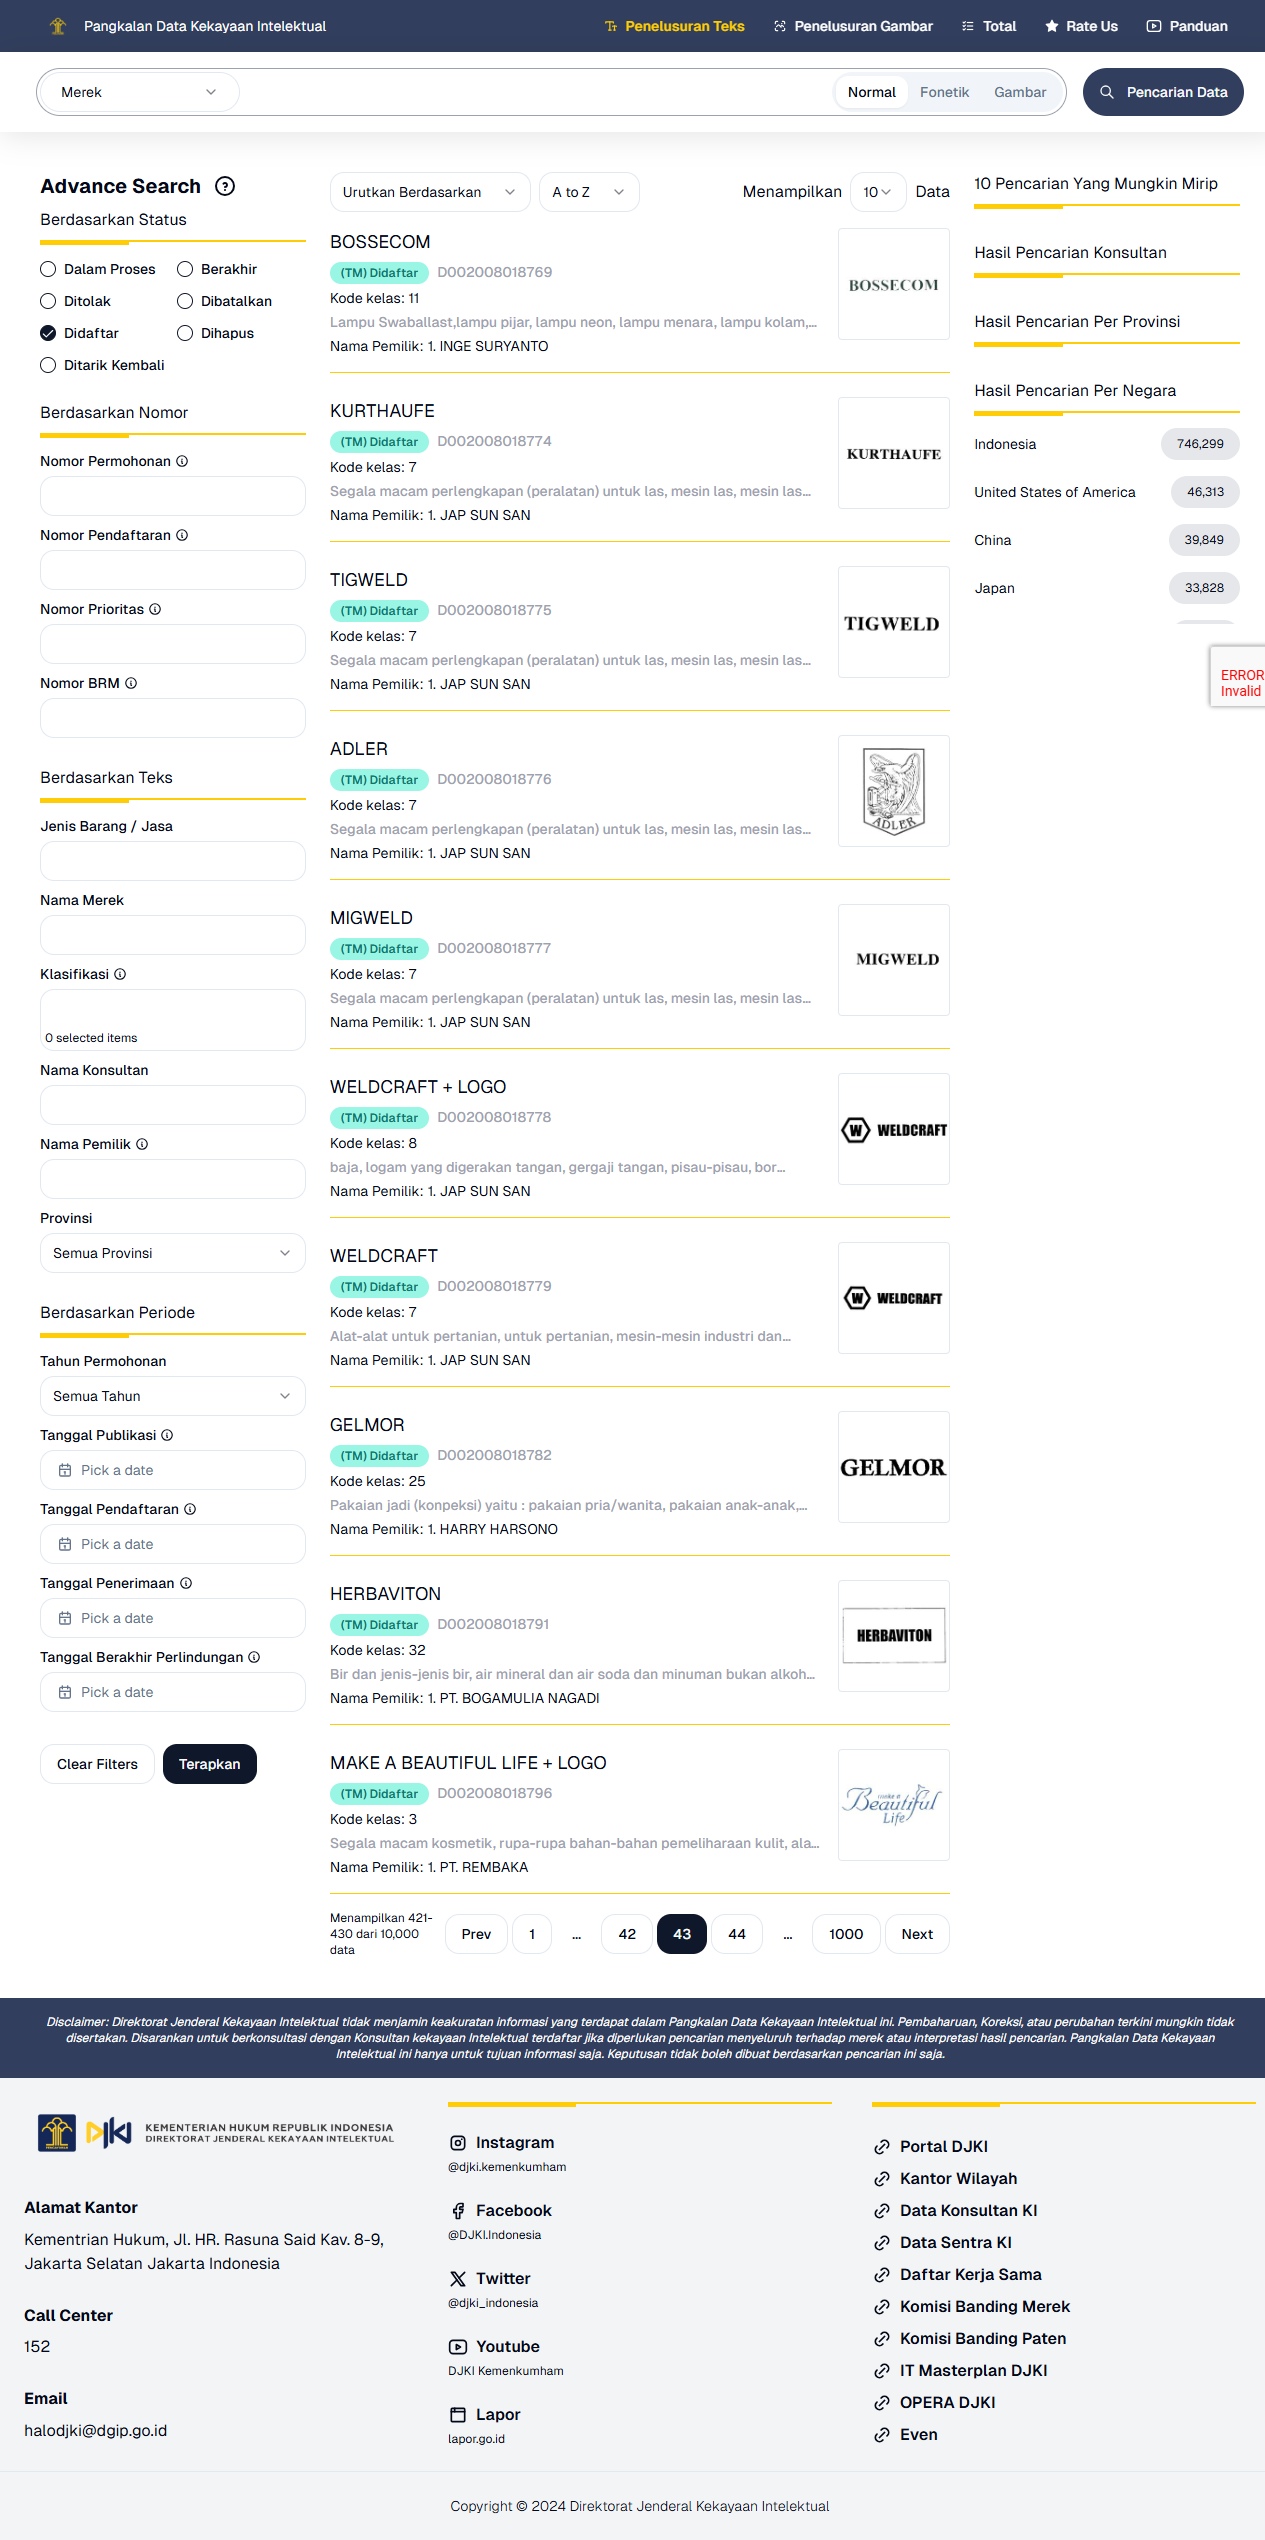 Pangkalan Data Kekayaan Intelektual
Penelusuran Teks
Penelusuran Gambar
Total
Rate Us
Panduan
Merek
Normal
Fonetik
Gambar
Pencarian Data
Advance Search
Berdasarkan Status
Dalam Proses
Berakhir
Ditolak
Dibatalkan
Didaftar
Dihapus
Ditarik Kembali
Berdasarkan Nomor
Nomor Permohonan
Nomor Pendaftaran
Nomor Prioritas
Nomor BRM
Berdasarkan Teks
Jenis Barang / Jasa
Nama Merek
Klasifikasi
0 selected items
Nama Konsultan
Nama Pemilik
Provinsi
Semua Provinsi
Berdasarkan Periode
Tahun Permohonan
Semua Tahun
Tanggal Publikasi
Pick a date
Tanggal Pendaftaran
Pick a date
Tanggal Penerimaan
Pick a date
Tanggal Berakhir Perlindungan
Pick a date
Clear Filters
Terapkan
Urutkan Berdasarkan
A to Z
Menampilkan 10 Data
BOSSECOM
(TM) Didaftar D002008018769
Kode kelas: 11
Lampu Swaballast,lampu pijar, lampu neon, lampu menara, lampu kolam,...
Nama Pemilik: 1. INGE SURYANTO
BOSSECOM
KURTHAUFE
(TM) Didaftar D002008018774
Kode kelas: 7
Segala macam perlengkapan (peralatan) untuk las, mesin las, mesin las...
Nama Pemilik: 1. JAP SUN SAN
KURTHAUFE
TIGWELD
(TM) Didaftar D002008018775
Kode kelas: 7
Segala macam perlengkapan (peralatan) untuk las, mesin las, mesin las...
Nama Pemilik: 1. JAP SUN SAN
TIGWELD
ADLER
(TM) Didaftar D002008018776
Kode kelas: 7
Segala macam perlengkapan (peralatan) untuk las, mesin las, mesin las...
Nama Pemilik: 1. JAP SUN SAN
ADLER
MIGWELD
(TM) Didaftar D002008018777
Kode kelas: 7
Segala macam perlengkapan (peralatan) untuk las, mesin las, mesin las...
Nama Pemilik: 1. JAP SUN SAN
MIGWELD
WELDCRAFT + LOGO
(TM) Didaftar D002008018778
Kode kelas: 8
baja, logam yang digerakan tangan, gergaji tangan, pisau-pisau, bor...
Nama Pemilik: 1. JAP SUN SAN
W WELDCRAFT
WELDCRAFT
(TM) Didaftar D002008018779
Kode kelas: 7
Alat-alat untuk pertanian, untuk pertanian, mesin-mesin industri dan...
Nama Pemilik: 1. JAP SUN SAN
W WELDCRAFT
GELMOR
(TM) Didaftar D002008018782
Kode kelas: 25
Pakaian jadi (konpeksi) yaitu : pakaian pria/wanita, pakaian anak-anak,...
Nama Pemilik: 1. HARRY HARSONO
GELMOR
HERBAVITON
(TM) Didaftar D002008018791
Kode kelas: 32
Bir dan jenis-jenis bir, air mineral dan air soda dan minuman bukan alkoh...
Nama Pemilik: 1. PT. BOGAMULIA NAGADI
HERBAVITON
MAKE A BEAUTIFUL LIFE + LOGO
(TM) Didaftar D002008018796
Kode kelas: 3
Segala macam kosmetik, rupa-rupa bahan-bahan pemeliharaan kulit, ala...
Nama Pemilik: 1. PT. REMBAKA
make a
Beautiful
Life
Menampilkan 421-
430 dari 10,000
data
Prev
1
...
42
43
44
...
1000
Next
10 Pencarian Yang Mungkin Mirip
Hasil Pencarian Konsultan
Hasil Pencarian Per Provinsi
Hasil Pencarian Per Negara
Indonesia 746,299
United States of America 46,313
China 39,849
Japan 33,828
ERROR
Invalid
Disclaimer: Direktorat Jenderal Kekayaan Intelektual tidak menjamin keakuratan informasi yang terdapat dalam Pangkalan Data Kekayaan Intelektual ini. Pembaharuan, Koreksi, atau perubahan terkini mungkin tidak
disertakan. Disarankan untuk berkonsultasi dengan Konsultan kekayaan Intelektual terdaftar jika diperlukan pencarian menyeluruh terhadap merek atau interpretasi hasil pencarian. Pangkalan Data Kekayaan
Intelektual ini hanya untuk tujuan informasi saja. Keputusan tidak boleh dibuat berdasarkan pencarian ini saja.
KEMENTERIAN HUKUM REPUBLIK INDONESIA
DIREKTORAT JENDERAL KEKAYAAN INTELEKTUAL
Alamat Kantor
Kementrian Hukum, Jl. HR. Rasuna Said Kav. 8-9,
Jakarta Selatan Jakarta Indonesia
Call Center
152
Email
halodjki@dgip.go.id
Instagram
@djki.kemenkumham
Facebook
@DJKI.Indonesia
Twitter
@djki_indonesia
Youtube
DJKI Kemenkumham
Lapor
lapor.go.id
Portal DJKI
Kantor Wilayah
Data Konsultan KI
Data Sentra KI
Daftar Kerja Sama
Komisi Banding Merek
Komisi Banding Paten
IT Masterplan DJKI
OPERA DJKI
Even
Copyright © 2024 Direktorat Jenderal Kekayaan Intelektual